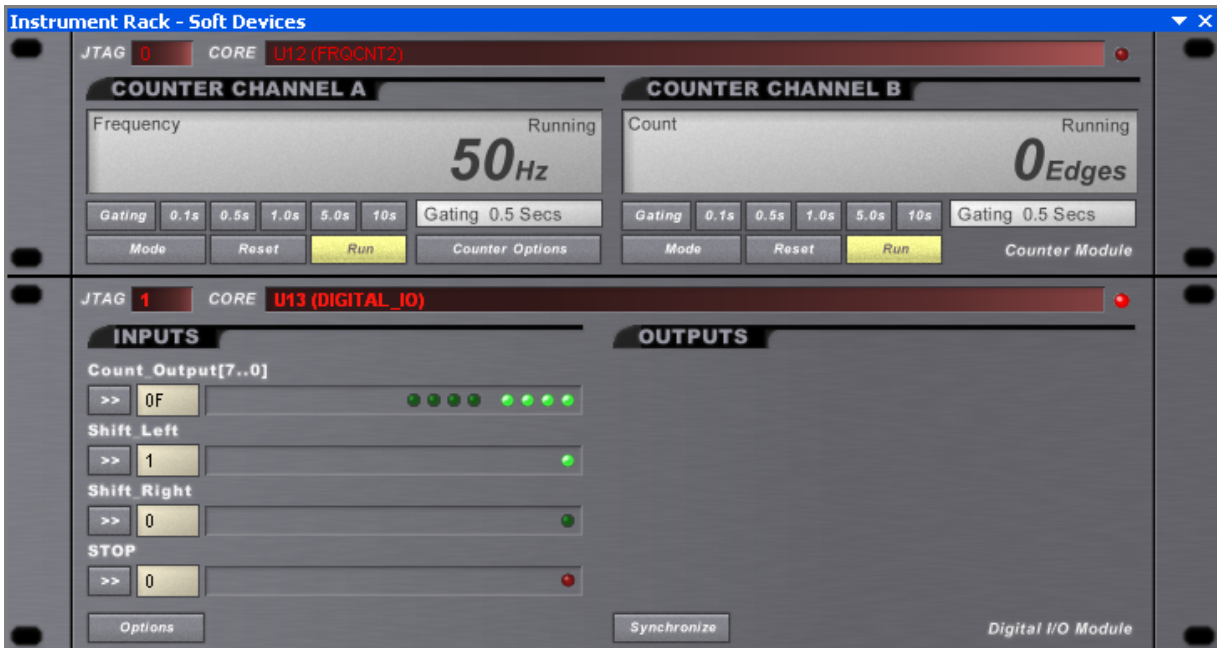 Instrument Rack - Soft Devices
JTAG 0 CORE U12 (FRQCNT2)
COUNTER CHANNEL A
Frequency Running
50Hz
Gating 0.1s 0.5s 1.0s 5.0s 10s Gating 0.5 Secs
Mode Reset Run Counter Options
COUNTER CHANNEL B
Count Running
0Edges
Gating 0.1s 0.5s 1.0s 5.0s 10s Gating 0.5 Secs
Mode Reset Run Counter Module
JTAG 1 CORE U13 (DIGITAL_IO)
INPUTS
Count_Output[7..0]
>> 0F
Shift_Left
>> 1
Shift_Right
>> 0
STOP
>> 0
Options
OUTPUTS
Synchronize Digital I/O Module